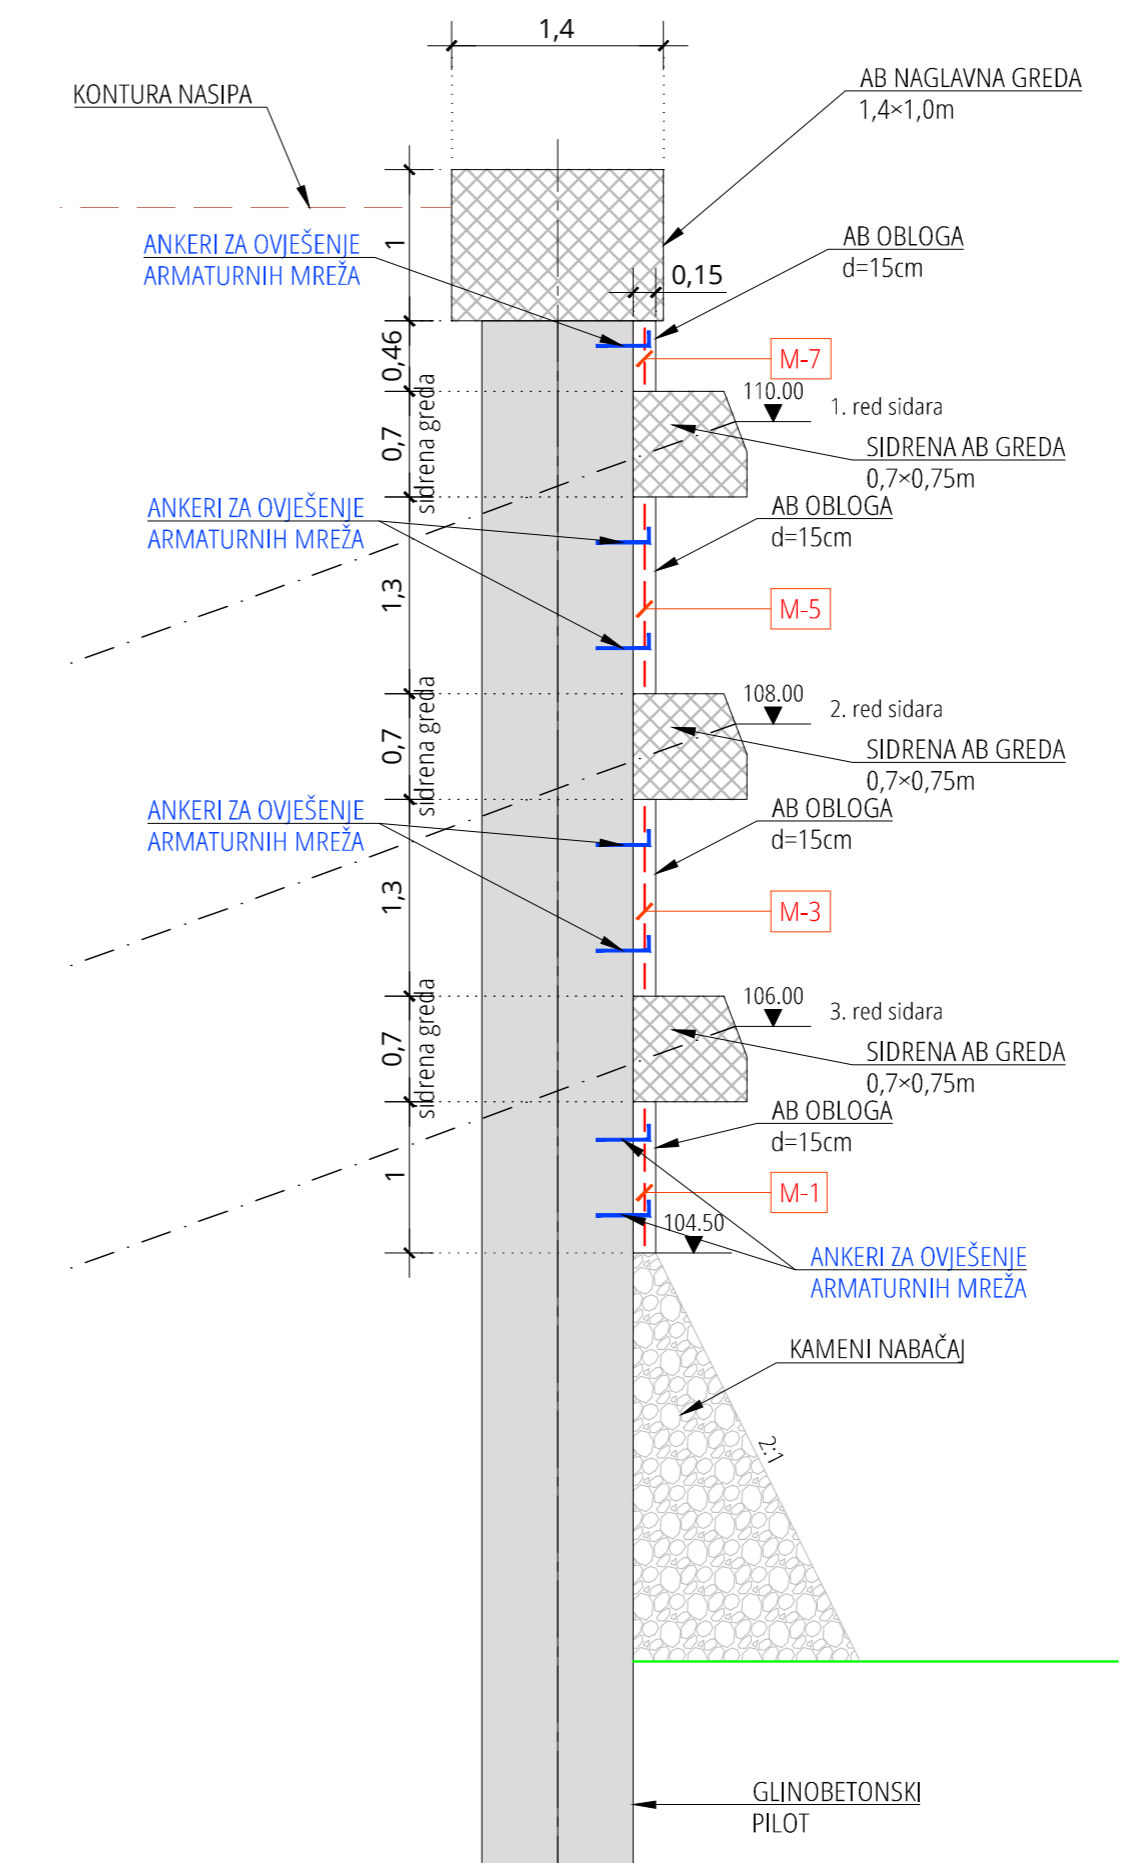 1,4
AB NAGLAVNA GREDA
1,4×1,0m
KONTURA NASIPA
ANKERI ZA OVJEŠENJE
ARMATURNIH MREŽA
1
AB OBLOGA
d=15cm
0,15
0,46
M-7
110.00
1. red sidara
0,7
sidrena greda
SIDRENA AB GREDA
0,7×0,75m
ANKERI ZA OVJEŠENJE
ARMATURNIH MREŽA
AB OBLOGA
d=15cm
1,3
M-5
108.00
2. red sidara
0,7
sidrena greda
SIDRENA AB GREDA
0,7×0,75m
ANKERI ZA OVJEŠENJE
ARMATURNIH MREŽA
AB OBLOGA
d=15cm
1,3
M-3
106.00
3. red sidara
0,7
sidrena greda
SIDRENA AB GREDA
0,7×0,75m
AB OBLOGA
d=15cm
1
M-1
104.50
ANKERI ZA OVJEŠENJE
ARMATURNIH MREŽA
KAMENI NABAČAJ
2:1
GLINOBETONSKI
PILOT